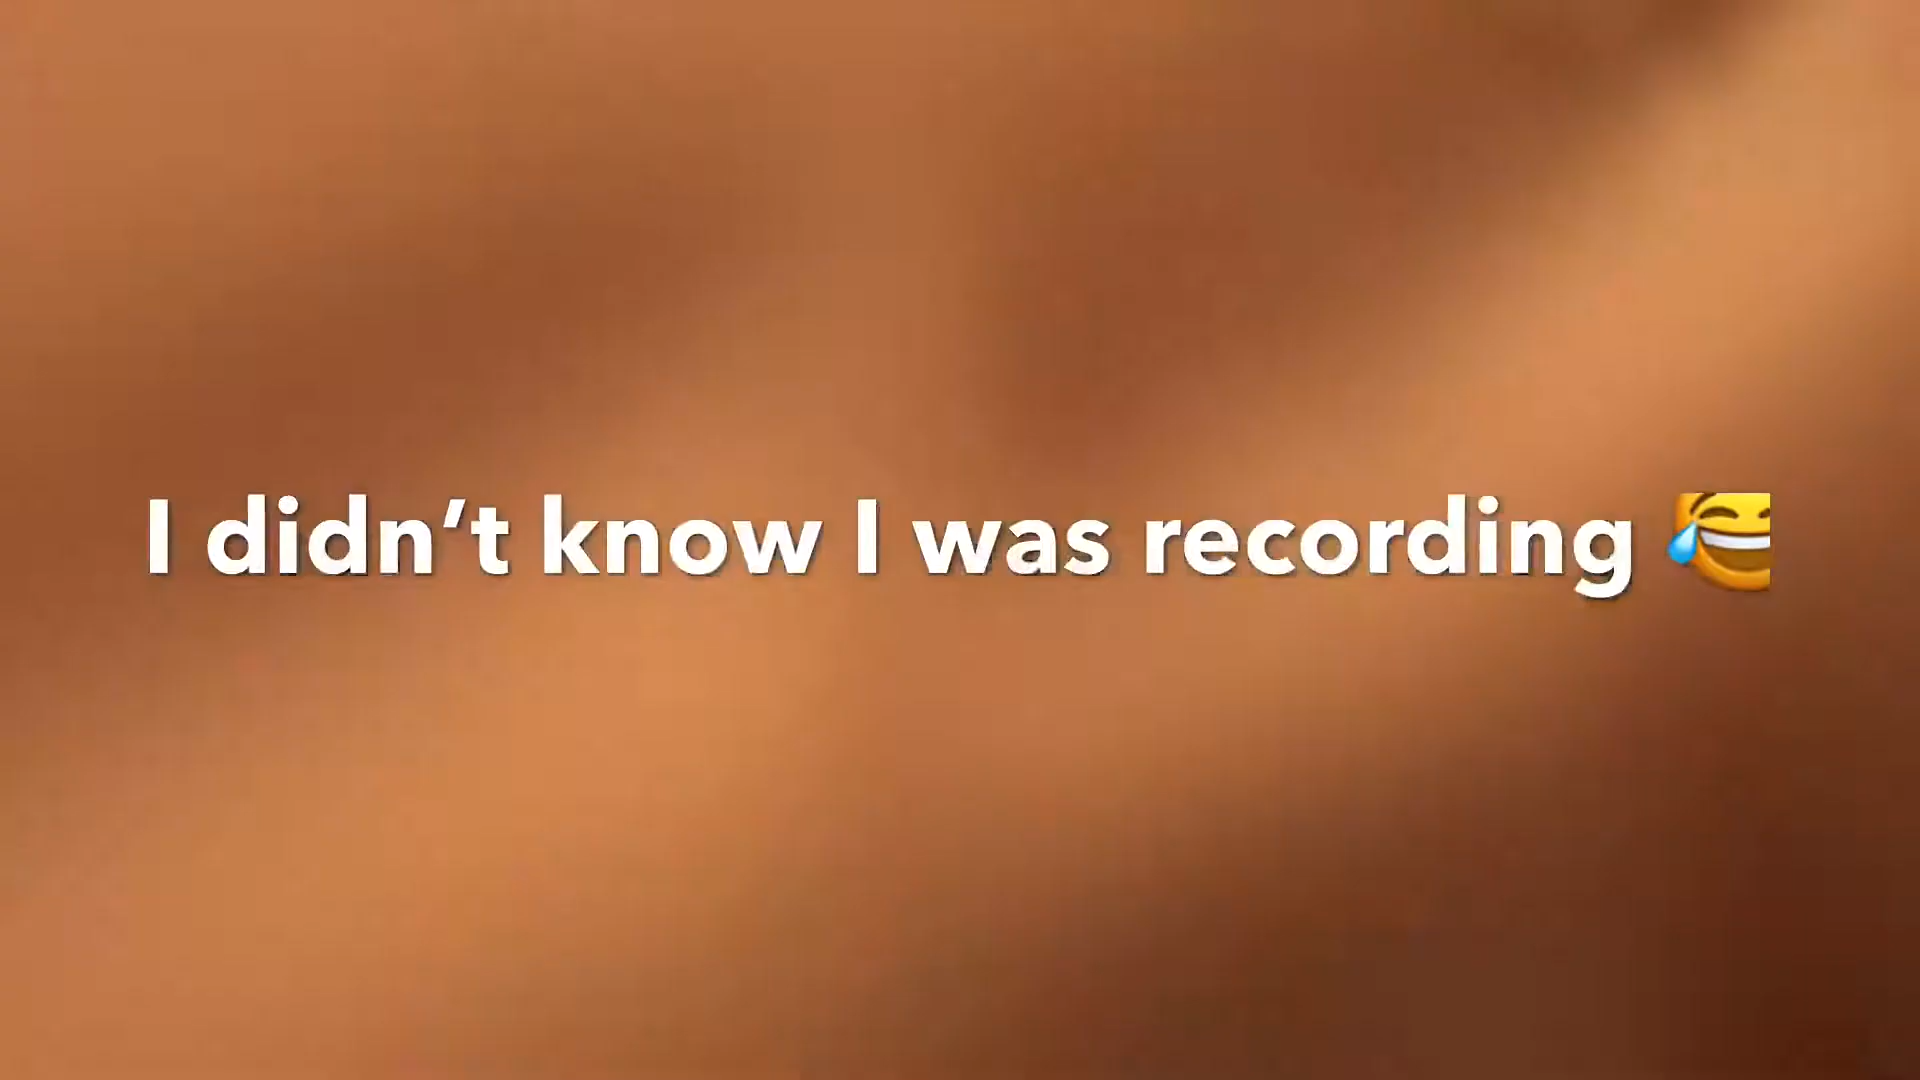 I didn’t know I was recording 😂